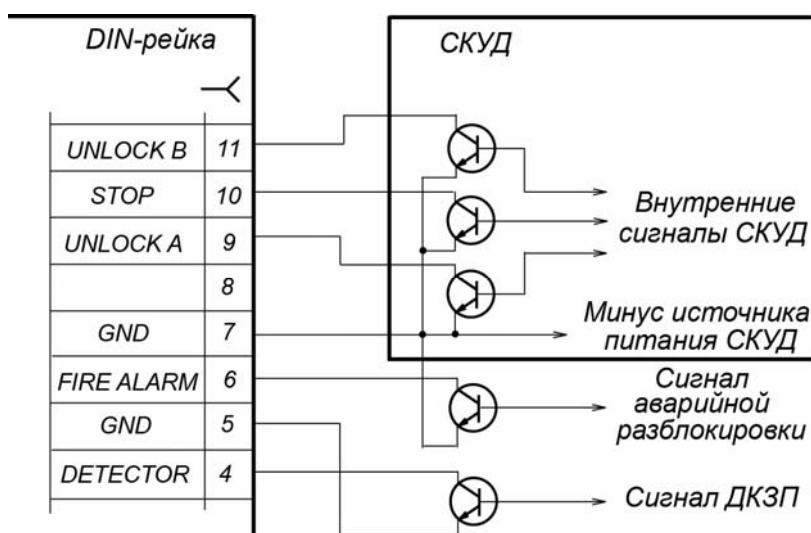 DIN-рейка
СКУД
UNLOCK B 11
STOP 10
UNLOCK A 9
8
GND 7
FIRE ALARM 6
GND 5
DETECTOR 4
Внутренние
сигналы СКУД
Минус источника
питания СКУД
Сигнал
аварийной
разблокировки
Сигнал ДКЗП